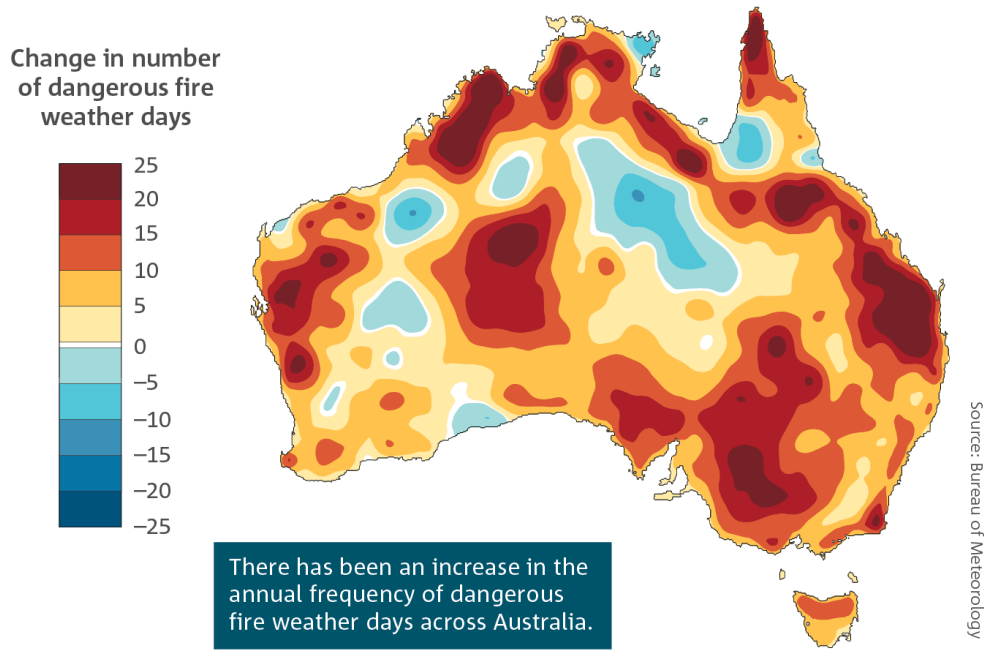 Change in number
of dangerous fire
weather days
25
20
15
10
5
0
−5
−10
−15
−20
−25
There has been an increase in the
annual frequency of dangerous
fire weather days across Australia.
Source: Bureau of Meteorology